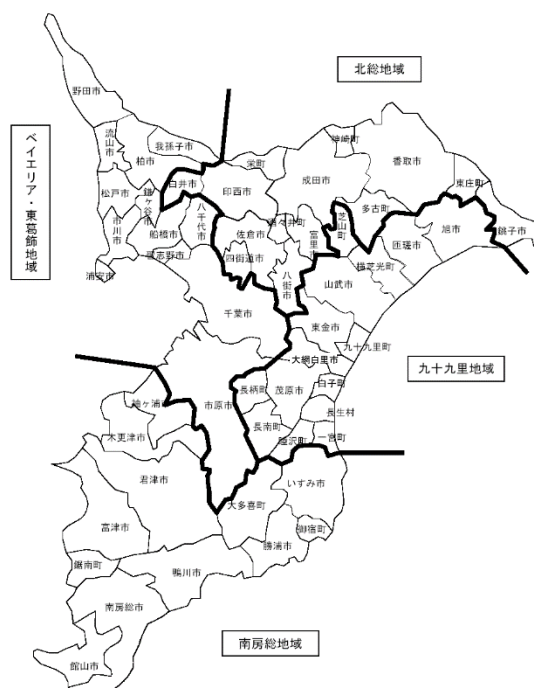 北総地域
野田市
流山市
柏市
我孫子市
神崎町
香取市
栄町
成田市
東庄町
ベイエリア・東葛飾地域
松戸市
鎌ヶ谷市
白井市
印西市
多古町
銚子市
市川市
船橋市
八千代市
佐倉市
酒々井町
富里市
芝山町
旭市
匝瑳市
習志野市
四街道市
八街市
横芝光町
浦安市
山武市
千葉市
東金市
九十九里町
大網白里市
九十九里地域
袖ヶ浦市
市原市
長柄町
茂原市
白子町
長生村
木更津市
長南町
睦沢町
一宮町
君津市
大多喜町
いすみ市
富津市
御宿町
勝浦市
鋸南町
鴨川市
南房総市
南房総地域
館山市